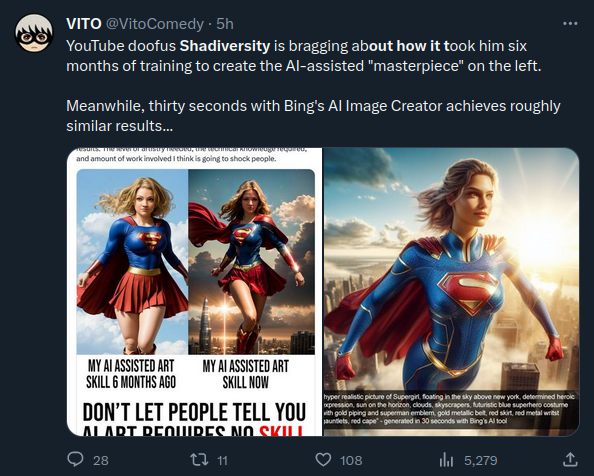 VITO @VitoComedy · 5h
YouTube doofus Shadiversity is bragging about how it took him six
months of training to create the AI-assisted "masterpiece" on the left.
Meanwhile, thirty seconds with Bing's AI Image Creator achieves roughly
similar results...
results. The level of artistry needed, the technical knowledge required,
and amount of work involved I think is going to shock people.
MY AI ASSISTED ART
SKILL 6 MONTHS AGO
MY AI ASSISTED ART
SKILL NOW
DON'T LET PEOPLE TELL YOU
AI ART REQUIRES NO SKILL
hyper realistic picture of Supergirl, floating in the sky above new york, determined heroic
expression, sun on the horizon, clouds, skyscrapers, futuristic blue superhero costume
with gold piping and superman emblem, gold metallic belt, red skirt, red metal writst
gauntlets, red cape" - generated in 30 seconds with Bing's AI tool
28
11
108
5,279